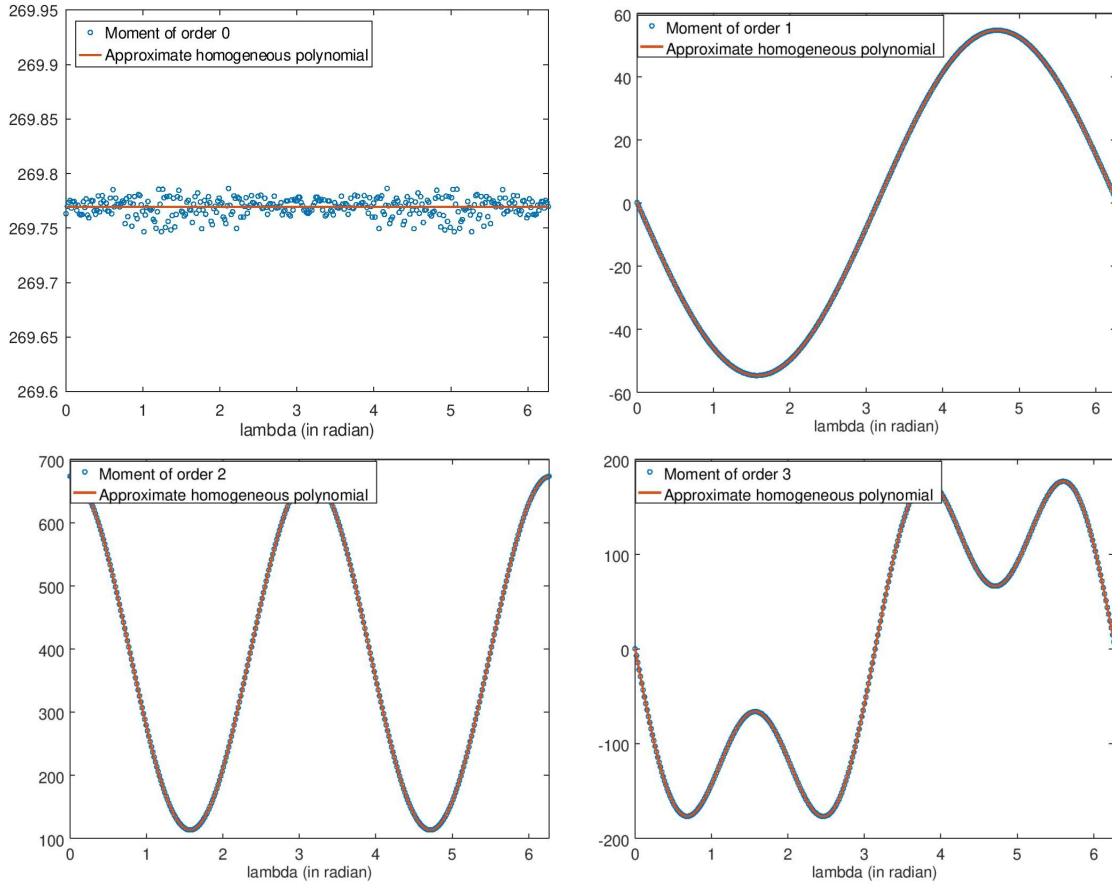 269.95
Moment of order 0
Approximate homogeneous polynomial
269.9
269.85
269.8
269.75
269.7
269.65
269.6
0 1 2 3 4 5 6
lambda (in radian)
60
Moment of order 1
Approximate homogeneous polynomial
40
20
0
-20
-40
-60
0 1 2 3 4 5 6
lambda (in radian)
700
Moment of order 2
Approximate homogeneous polynomial
600
500
400
300
200
100
0 1 2 3 4 5 6
lambda (in radian)
200
Moment of order 3
Approximate homogeneous polynomial
100
0
-100
-200
0 1 2 3 4 5 6
lambda (in radian)